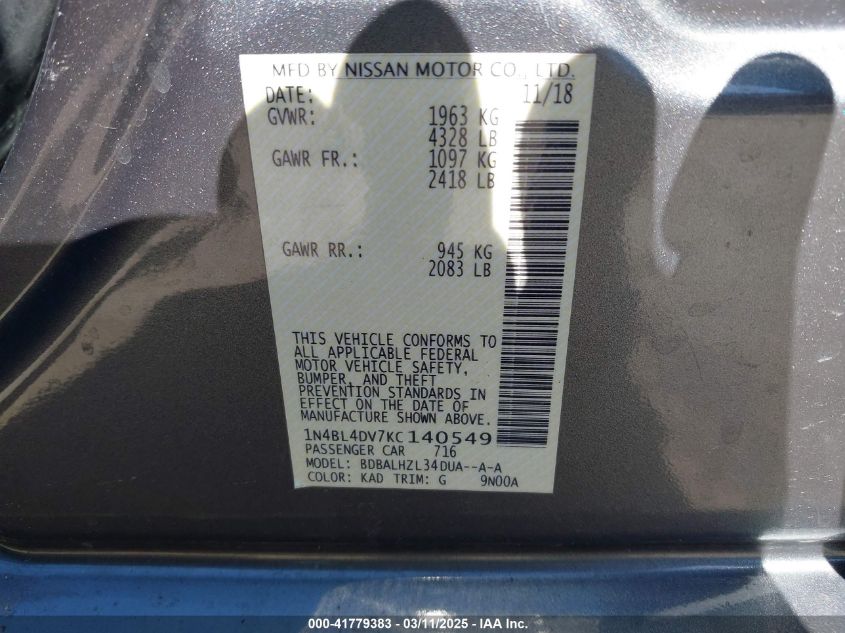 MFD BY NISSAN MOTOR CO., LTD.
DATE: 11/18
GVWR: 1963 KG
4328 LB
GAWR FR.: 1097 KG
2418 LB
GAWR RR.: 945 KG
2083 LB
THIS VEHICLE CONFORMS TO
ALL APPLICABLE FEDERAL
MOTOR VEHICLE SAFETY,
BUMPER, AND THEFT
PREVENTION STANDARDS IN
EFFECT ON THE DATE OF
MANUFACTURE SHOWN ABOVE.
1N4BL4DV7KC140549
PASSENGER CAR 716
MODEL: BDBALHZL34DUA--A-A
COLOR: KAD TRIM: G 9N00A
000-41779383 - 03/11/2025 - IAA Inc.